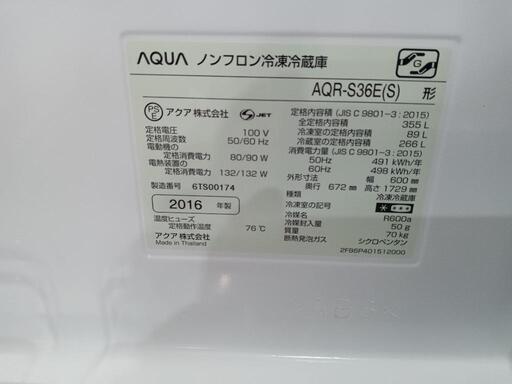 AQUA ノンフロン冷凍冷蔵庫
G
AQR-S36E(S) 形
PS E アクア株式会社 S-JET
定格電圧 100 V
定格周波数 50/60 Hz
電動機の
定格消費電力 80/90 W
電熱装置の
定格消費電力 132/132 W
製造番号 6TS00174
2016 年製
温度ヒューズ
定格動作温度 76℃
アクア株式会社
Made in Thailand
定格内容積 (JIS C 9801-3 : 2015)
全定格内容積 355 L
冷凍室の定格内容積 89 L
冷蔵室の定格内容積 266 L
消費電力量 (JIS C 9801-3 : 2015)
50Hz 491 kWh/年
60Hz 498 kWh/年
外形寸法 幅 600 mm
奥行 672 mm 高さ 1729 mm
種類 冷凍冷蔵庫
冷凍室の記号
冷媒名 R600a
冷媒封入量 50 g
質量 70 kg
断熱発泡ガス シクロペンタン
2FB5P401512000